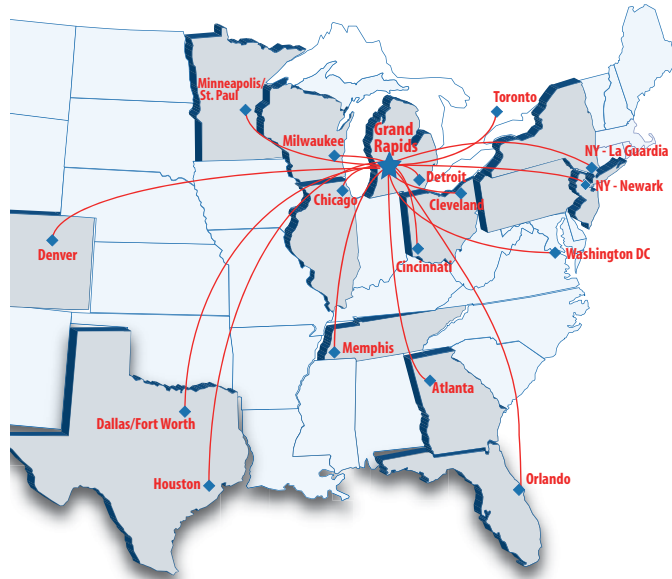 Minneapolis/
St. Paul
Toronto
Grand
Rapids
Milwaukee
NY - La Guardia
Detroit
NY - Newark
Chicago
Cleveland
Denver
Washington DC
Cincinnati
Memphis
Atlanta
Dallas/Fort Worth
Houston
Orlando